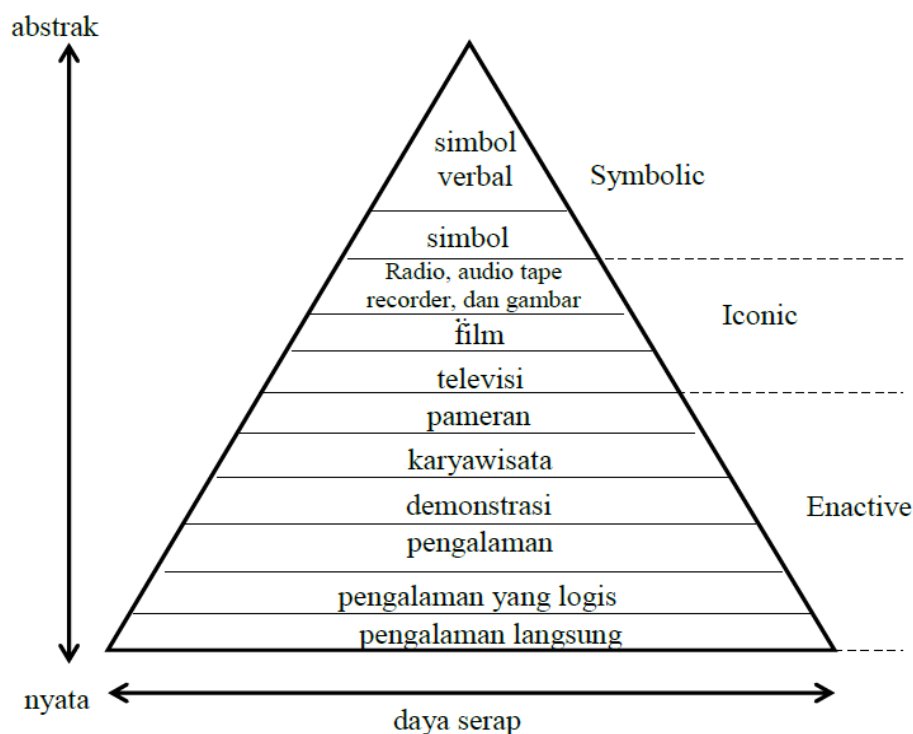 abstrak
simbol
verbal
Symbolic
simbol
Radio, audio tape
recorder, dan gambar
Iconic
film
televisi
pameran
karyawisata
demonstrasi
Enactive
pengalaman
pengalaman yang logis
pengalaman langsung
nyata
daya serap